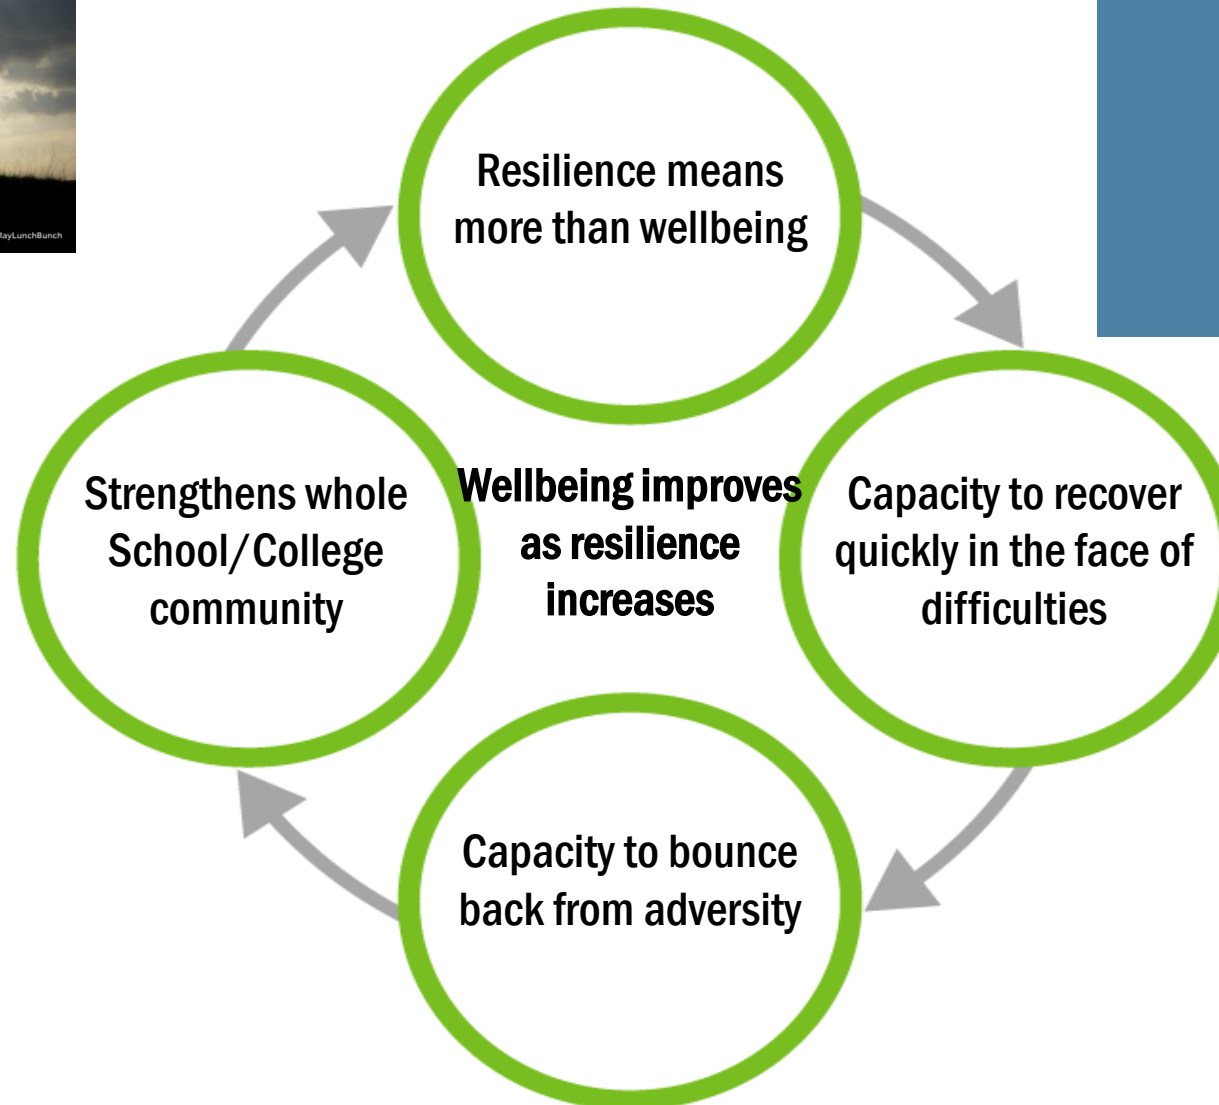 RayLunchBunch
Resilience means
more than wellbeing
Strengthens whole
School/College
community
Wellbeing improves
as resilience
increases
Capacity to recover
quickly in the face of
difficulties
Capacity to bounce
back from adversity